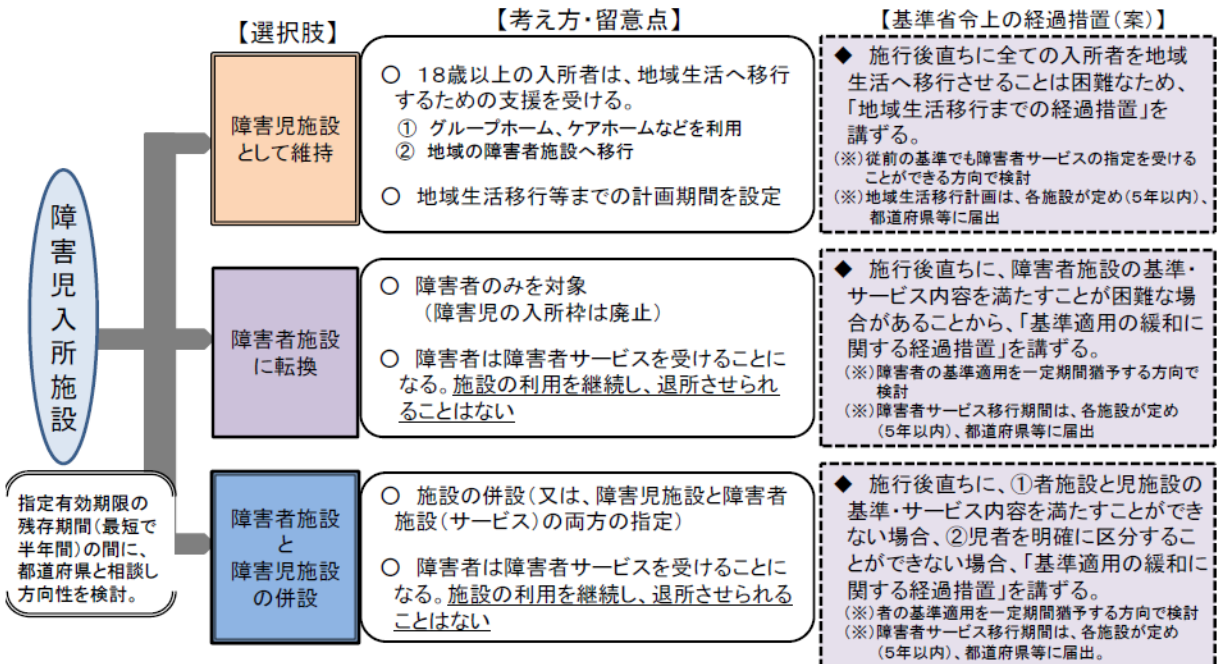 【選択肢】
【考え方・留意点】
【基準省令上の経過措置(案)】
障害児入所施設
指定有効期限の
残存期間(最短で
半年間)の間に、
都道府県と相談し
方向性を検討。
障害児施設
として維持
○ 18歳以上の入所者は、地域生活へ移行
するための支援を受ける。
① グループホーム、ケアホームなどを利用
② 地域の障害者施設へ移行
○ 地域生活移行等までの計画期間を設定
◆ 施行後直ちに全ての入所者を地域
生活へ移行させることは困難なため、
「地域生活移行までの経過措置」を
講ずる。
(※)従前の基準でも障害者サービスの指定を受ける
ことができる方向で検討
(※)地域生活移行計画は、各施設が定め(5年以内)、
都道府県等に届出
障害者施設
に転換
○ 障害者のみを対象
(障害児の入所枠は廃止)
○ 障害者は障害者サービスを受けることに
なる。施設の利用を継続し、退所させられ
ることはない
◆ 施行後直ちに、障害者施設の基準・
サービス内容を満たすことが困難な場
合があることから、「基準適用の緩和に
関する経過措置」を講ずる。
(※)障害者の基準適用を一定期間猶予する方向で
検討
(※)障害者サービス移行期間は、各施設が定め
(5年以内)、都道府県等に届出
障害者施設
と
障害児施設
の併設
○ 施設の併設(又は、障害児施設と障害者
施設(サービス)の両方の指定)
○ 障害者は障害者サービスを受けることに
なる。施設の利用を継続し、退所させられる
ことはない
◆ 施行後直ちに、①者施設と児施設の
基準・サービス内容を満たすことができ
ない場合、②児者を明確に区分するこ
とができない場合、「基準適用の緩和に
関する経過措置」を講ずる。
(※)者の基準適用を一定期間猶予する方向で検討
(※)障害者サービス移行期間は、各施設が定め
(5年以内)、都道府県等に届出。